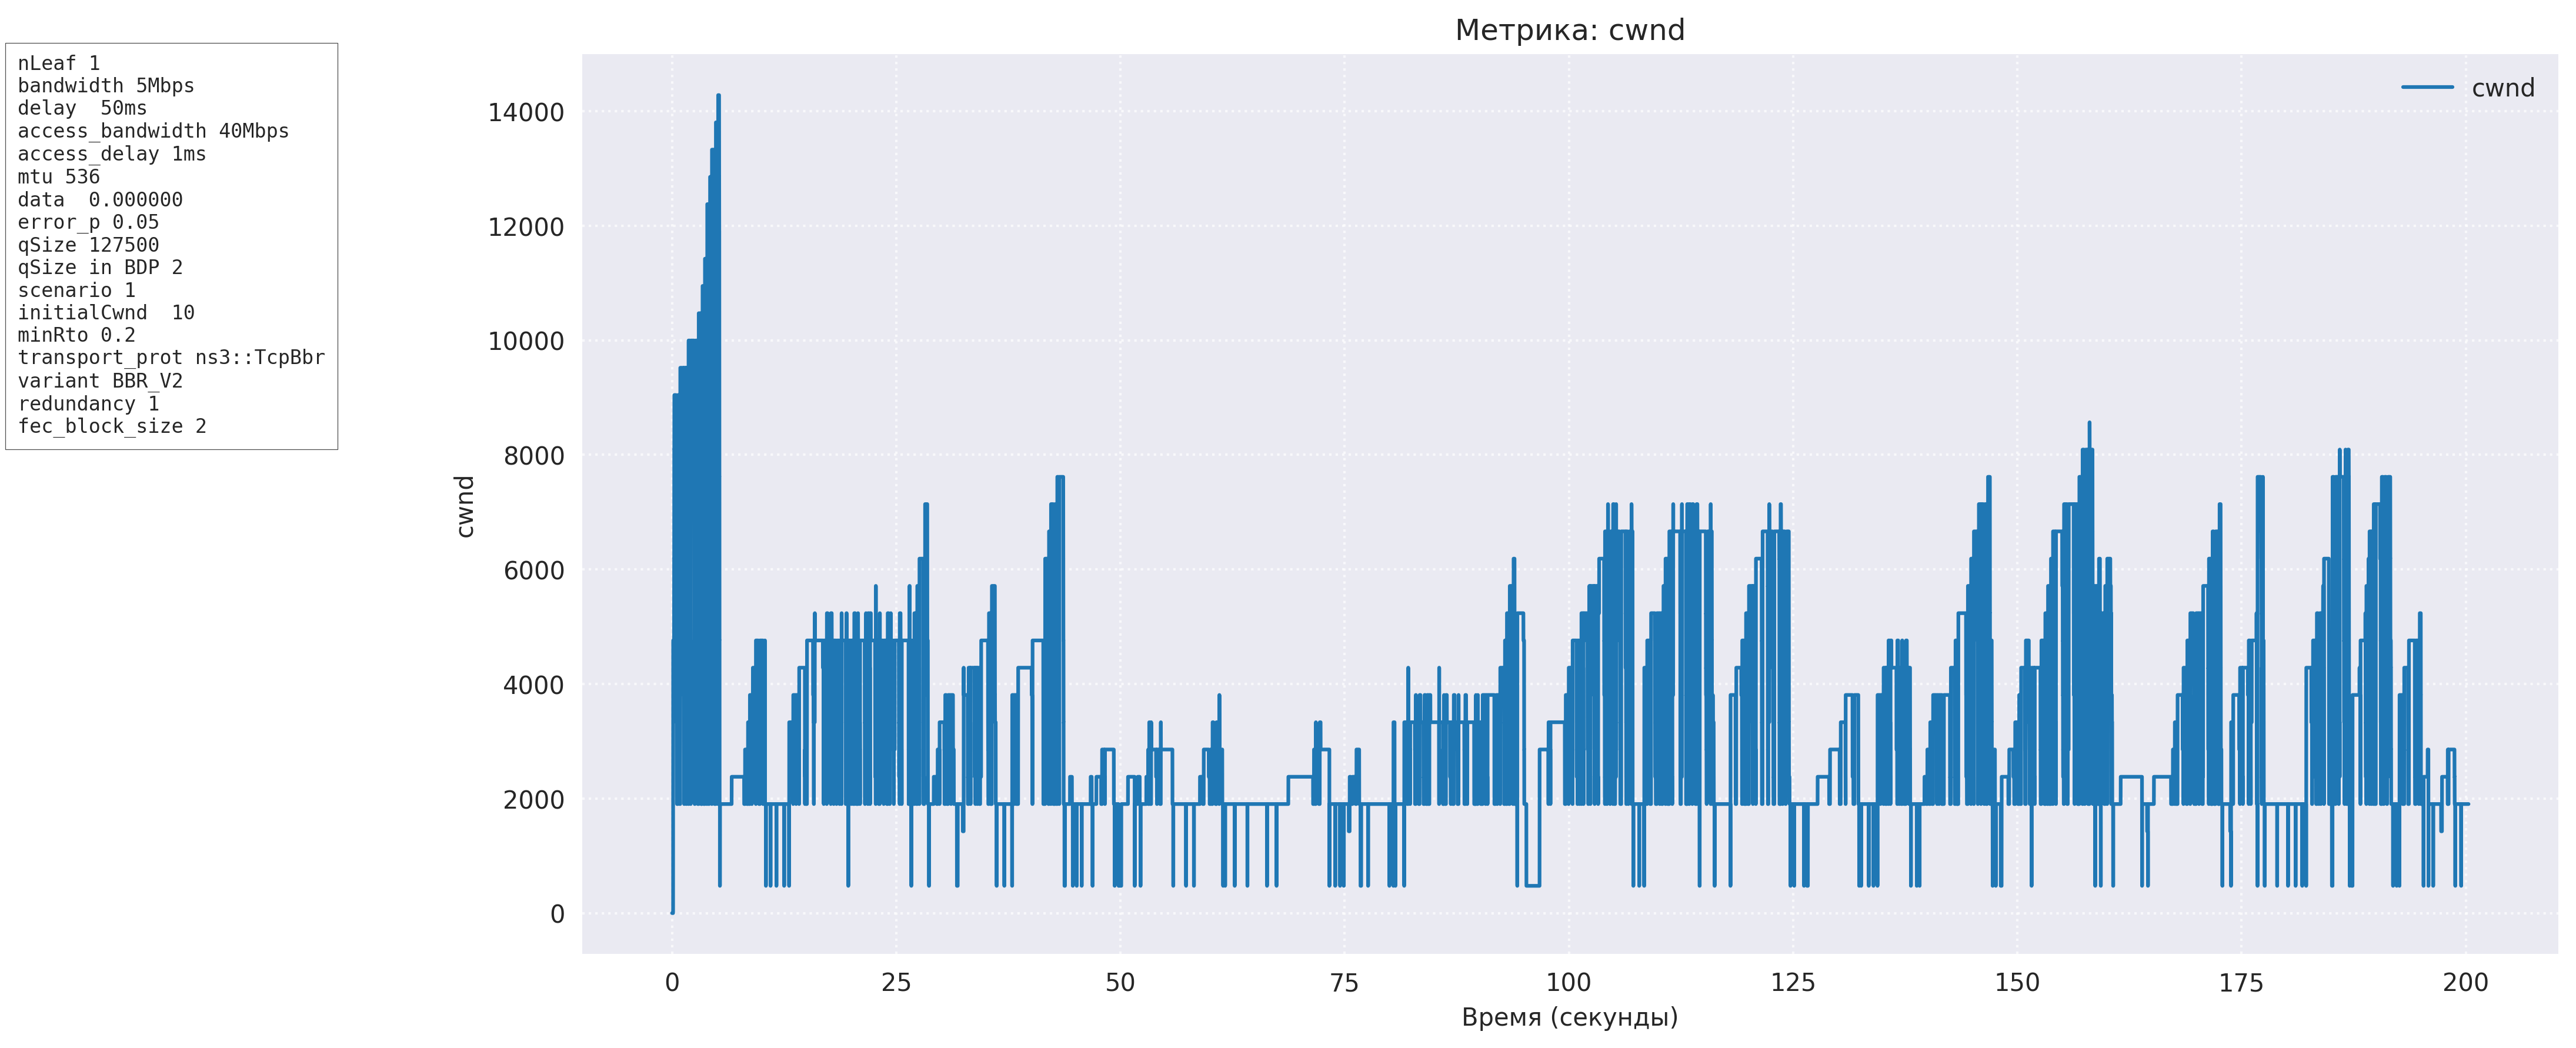 nLeaf 1
bandwidth 5Mbps
delay  50ms
access_bandwidth 40Mbps
access_delay 1ms
mtu 536
data  0.000000
error_p 0.05
qSize 127500
qSize in BDP 2
scenario 1
initialCwnd  10
minRto 0.2
transport_prot ns3::TcpBbr
variant BBR_V2
redundancy 1
fec_block_size 2
Метрика: cwnd
cwnd
cwnd
14000
12000
10000
8000
6000
4000
2000
0
0 25 50 75 100 125 150 175 200
Время (секунды)